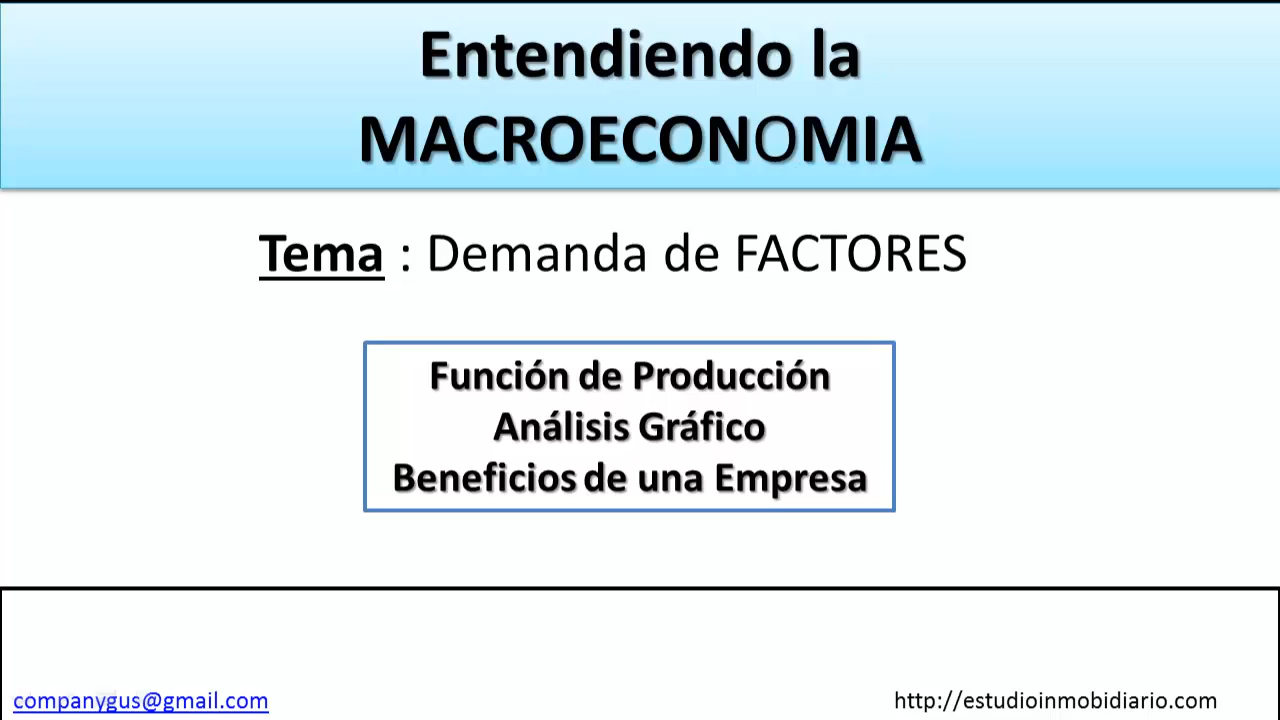 Entendiendo la
MACROECONOMIA
Tema : Demanda de FACTORES
Función de Producción
Análisis Gráfico
Beneficios de una Empresa
companygus@gmail.com
http://estudioinmobidiario.com